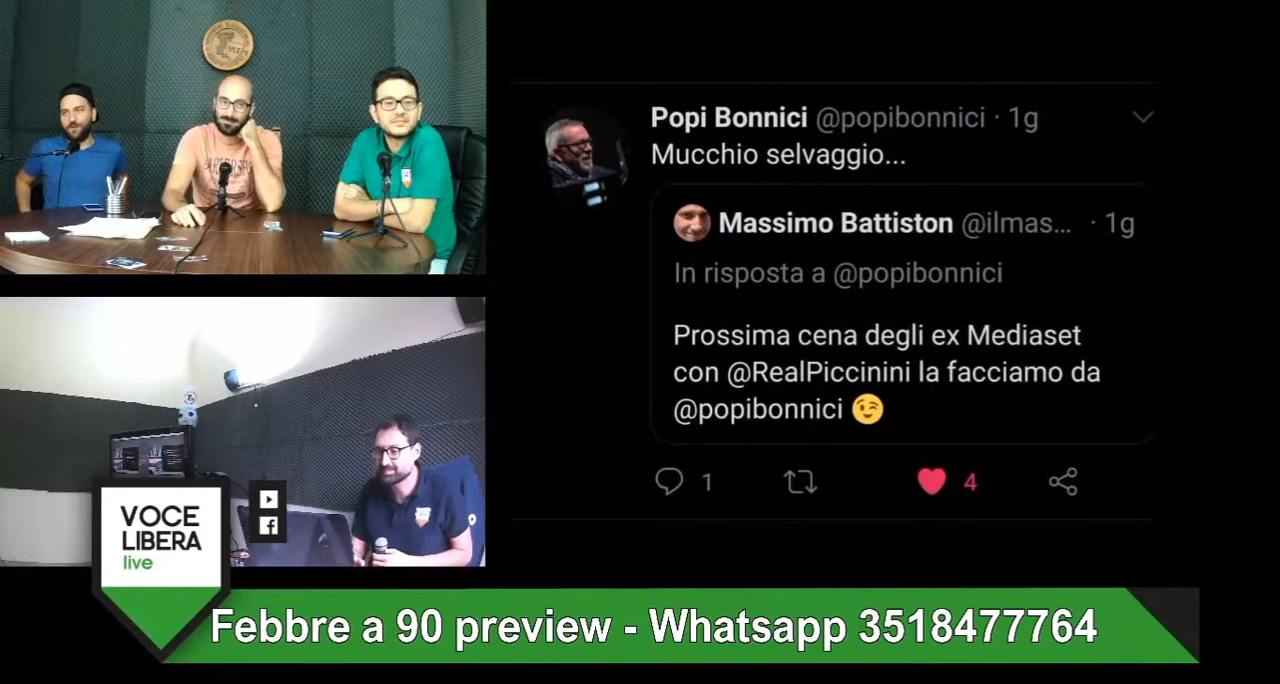 Popi Bonnici @popibonnici · 1g
Mucchio selvaggio...
Massimo Battiston @ilmas... · 1g
In risposta a @popibonnici
Prossima cena degli ex Mediaset
con @RealPiccinini la facciamo da
@popibonnici 😉
1
4
VOCE
LIBERA
live
Febbre a 90 preview - Whatsapp 3518477764